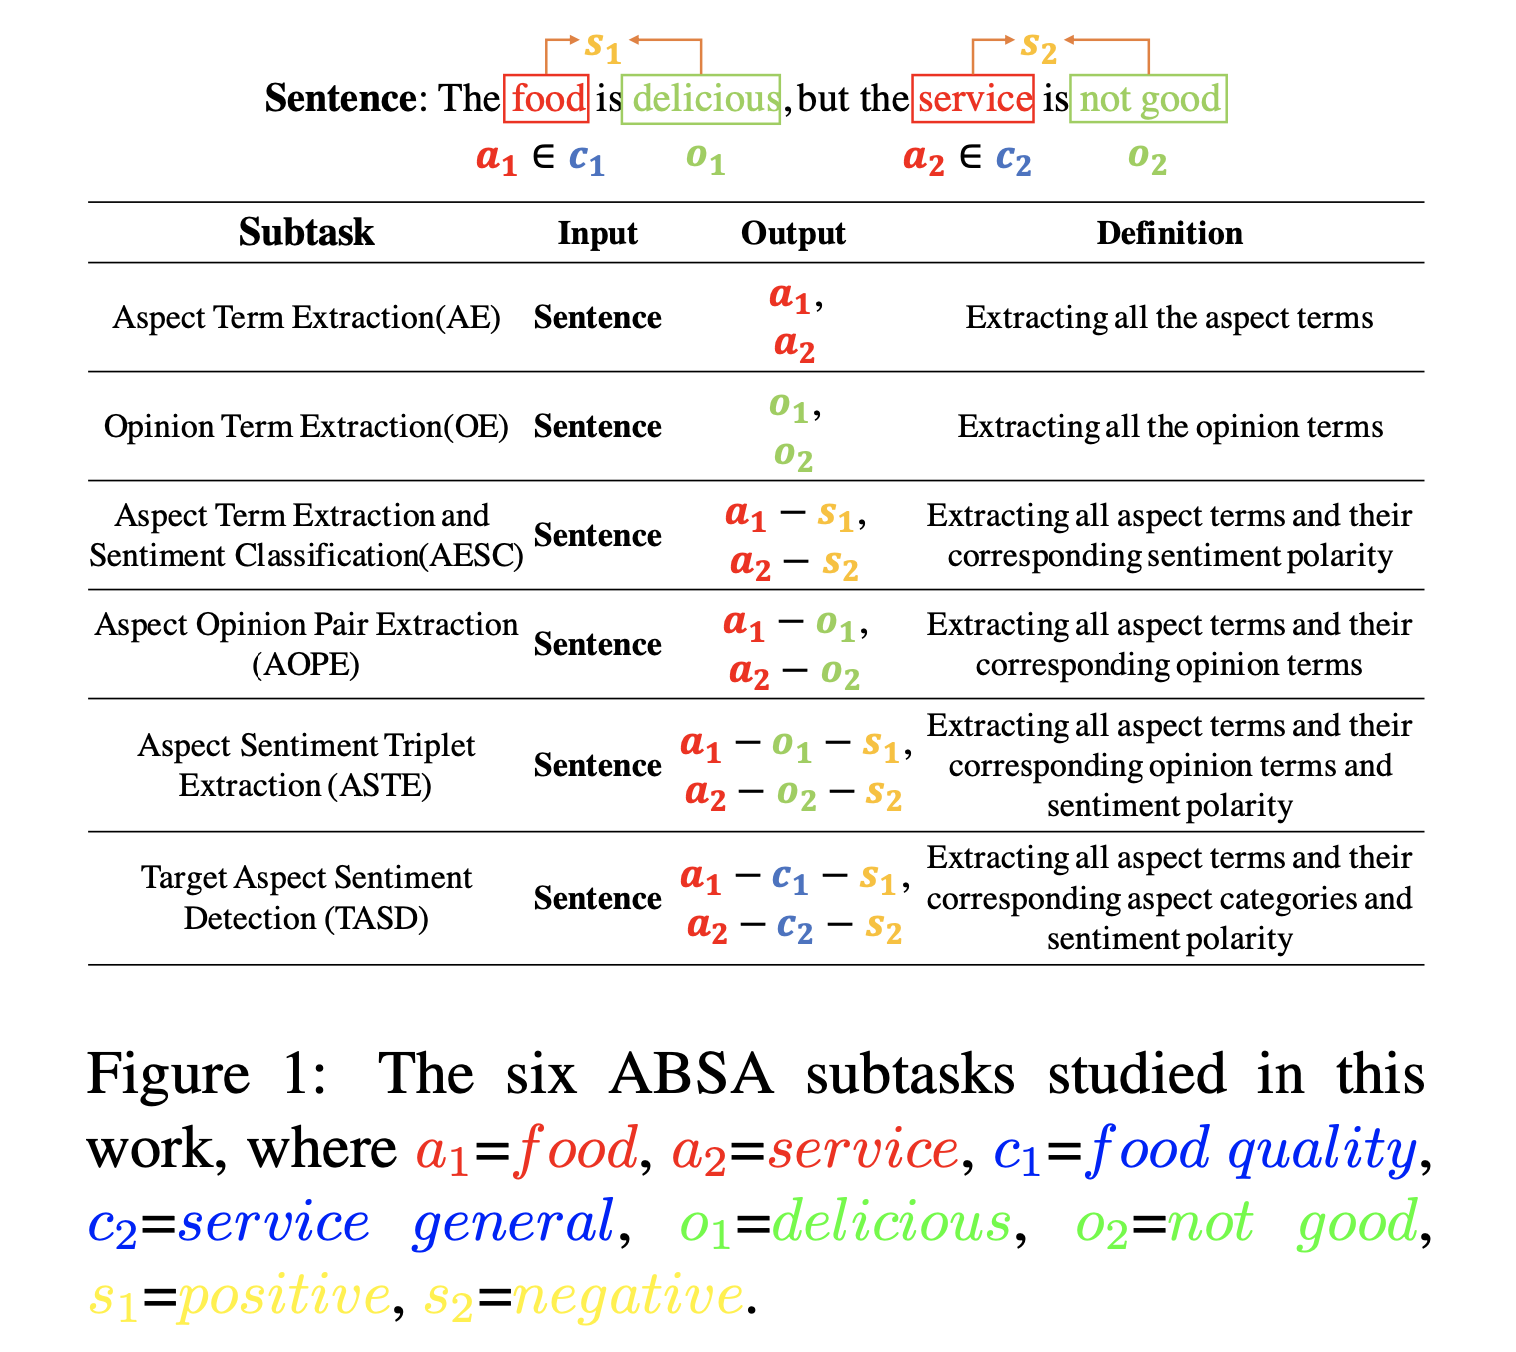 s₁ s₂
Sentence: The food is delicious, but the service is not good
a₁ ∈ c₁ o₁ a₂ ∈ c₂ o₂
Subtask Input Output Definition
Aspect Term Extraction(AE) Sentence a₁, a₂ Extracting all the aspect terms
Opinion Term Extraction(OE) Sentence o₁, o₂ Extracting all the opinion terms
Aspect Term Extraction and
Sentiment Classification(AESC)
Sentence
a₁ − s₁,
a₂ − s₂
Extracting all aspect terms and their
corresponding sentiment polarity
Aspect Opinion Pair Extraction
(AOPE)
Sentence
a₁ − o₁,
a₂ − o₂
Extracting all aspect terms and their
corresponding opinion terms
Aspect Sentiment Triplet
Extraction (ASTE)
Sentence
a₁ − o₁ − s₁,
a₂ − o₂ − s₂
Extracting all aspect terms and their
corresponding opinion terms and
sentiment polarity
Target Aspect Sentiment
Detection (TASD)
Sentence
a₁ − c₁ − s₁,
a₂ − c₂ − s₂
Extracting all aspect terms and their
corresponding aspect categories and
sentiment polarity
Figure 1: The six ABSA subtasks studied in this
work, where a₁=food, a₂=service, c₁=food quality,
c₂=service general, o₁=delicious, o₂=not good,
s₁=positive, s₂=negative.